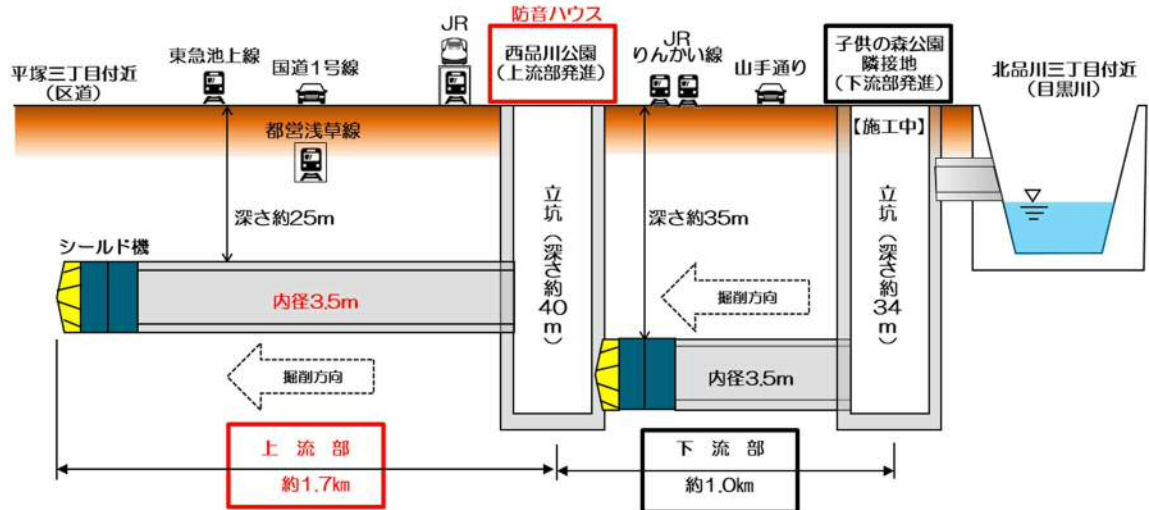 防音ハウス
西品川公園
(上流部発進)
子供の森公園
隣接地
(下流部発進)
JR
JR
りんかい線
東急池上線
国道1号線
山手通り
平塚三丁目付近
(区道)
北品川三丁目付近
(目黒川)
都営浅草線
【施工中】
深さ約25m
深さ約35m
立坑(深さ約40m)
立坑(深さ約34m)
シールド機
内径3.5m
掘削方向
掘削方向
内径3.5m
上流部
約1.7km
下流部
約1.0km